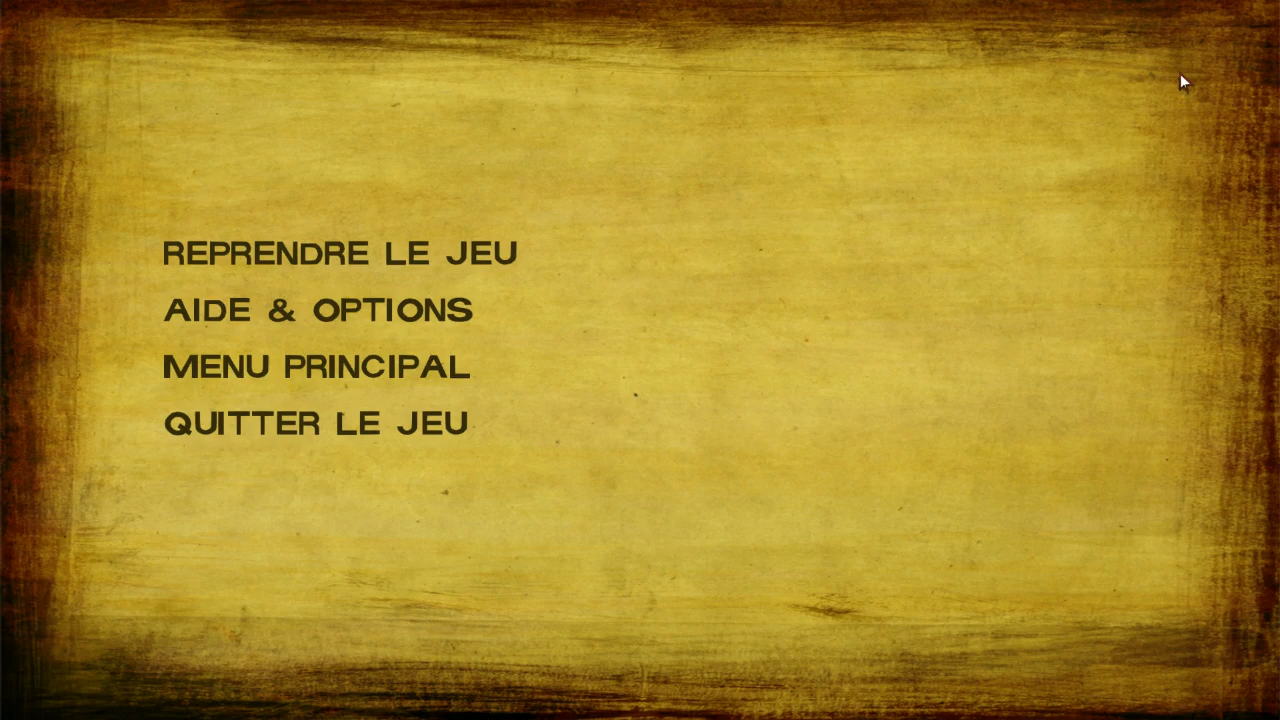 REPRENDRE LE JEU
AIDE & OPTIONS
MENU PRINCIPAL
QUITTER LE JEU